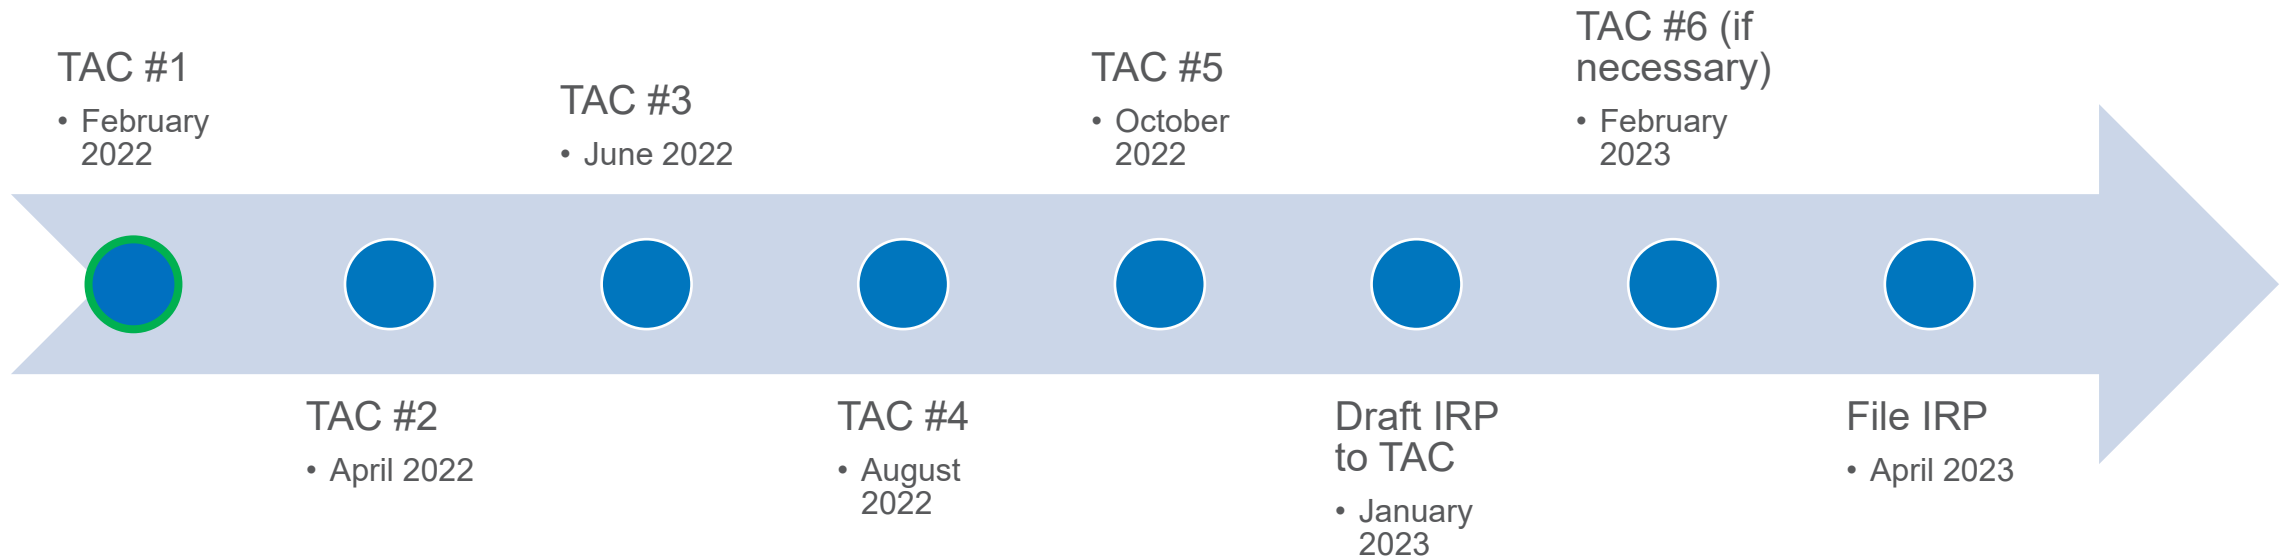 TAC #1
• February
2022
TAC #2
• April 2022
TAC #3
• June 2022
TAC #4
• August
2022
TAC #5
• October
2022
Draft IRP
to TAC
• January
2023
TAC #6 (if
necessary)
• February
2023
File IRP
• April 2023